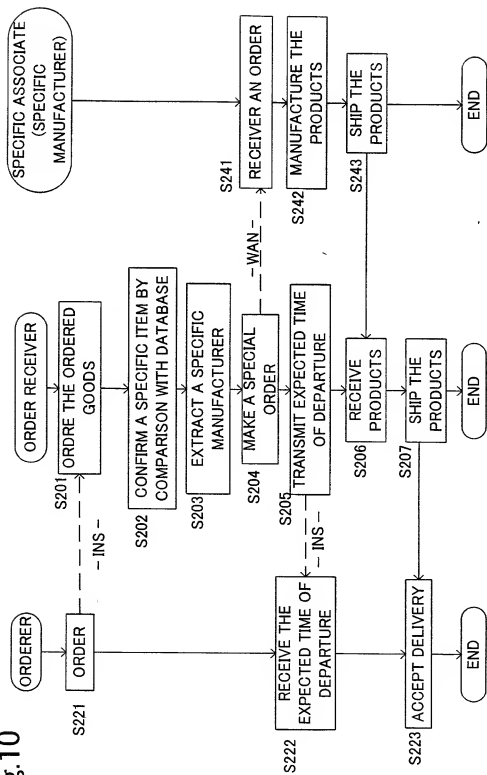 g.10
ORDERER
S221
ORDER
S222
RECEIVE THE
EXPECTED TIME OF
DEPARTURE
S223
ACCEPT DELIVERY
END
- INS -
- INS -
ORDER RECEIVER
S201
ORDRE THE ORDERED
GOODS
S202
CONFIRM A SPECIFIC ITEM BY
COMPARISON WITH DATABASE
S203
EXTRACT A SPECIFIC
MANUFACTURER
S204
MAKE A SPECIAL
ORDER
S205
TRANSMIT EXPECTED TIME
OF DEPARTURE
S206
RECEIVE
PRODUCTS
S207
SHIP THE
PRODUCTS
END
- WAN -
SPECIFIC ASSOCIATE
(SPECIFIC
MANUFACTURER)
S241
RECEIVER AN ORDER
S242
MANUFACTURE THE
PRODUCTS
S243
SHIP THE
PRODUCTS
END